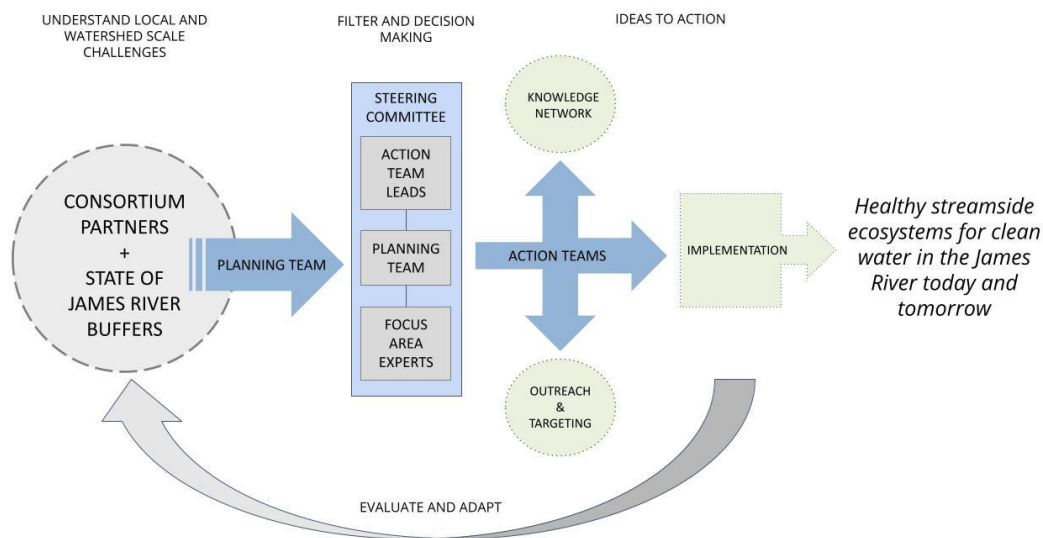 UNDERSTAND LOCAL AND
WATERSHED SCALE
CHALLENGES
FILTER AND DECISION
MAKING
IDEAS TO ACTION
CONSORTIUM
PARTNERS
+
STATE OF
JAMES RIVER
BUFFERS
PLANNING TEAM
STEERING
COMMITTEE
ACTION
TEAM
LEADS
PLANNING
TEAM
FOCUS
AREA
EXPERTS
KNOWLEDGE
NETWORK
ACTION TEAMS
OUTREACH
&
TARGETING
IMPLEMENTATION
Healthy streamside
ecosystems for clean
water in the James
River today and
tomorrow
EVALUATE AND ADAPT